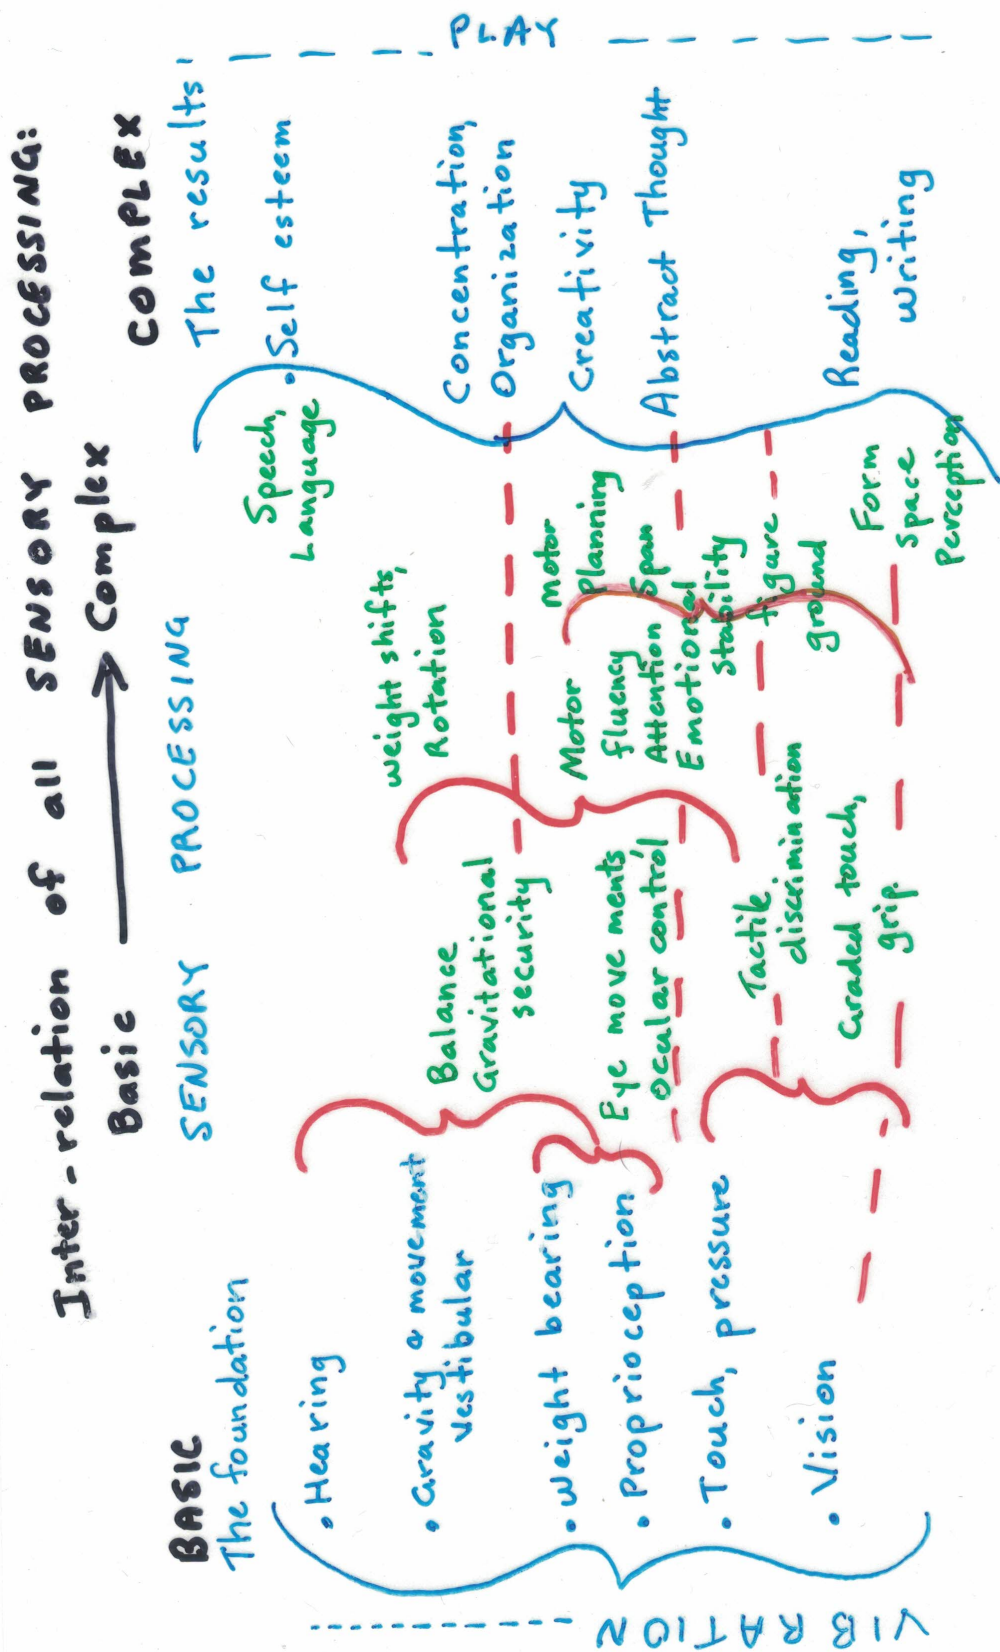 Inter-relation of all SENSORY PROCESSING:
Basic → Complex
BASIC
The foundation
SENSORY PROCESSING
COMPLEX
The results
VIBRATION
• Hearing
• Gravity & movement
vestibular
• Weight bearing
• Proprioception
• Touch, pressure
• Vision
Balance
Gravitational
security
Eye movements
ocular control
Tactile
discrimination
Graded touch,
grip
Weight shifts,
Rotation
Motor
fluency
Attention Span
Emotional
Stability
Speech,
Language
Motor
Planning
figure
ground
Form
space
Perception
• Self esteem
Concentration,
Organization
Creativity
Abstract Thought
Reading,
Writing
PLAY